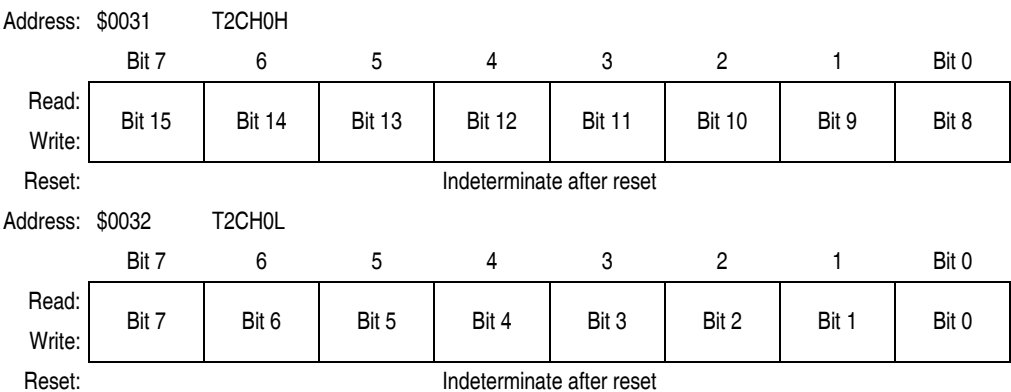 Address: $0031 T2CH0H
Bit 7 6 5 4 3 2 1 Bit 0
Read:
Bit 15 Bit 14 Bit 13 Bit 12 Bit 11 Bit 10 Bit 9 Bit 8
Write:
Reset: Indeterminate after reset
Address: $0032 T2CH0L
Bit 7 6 5 4 3 2 1 Bit 0
Read:
Bit 7 Bit 6 Bit 5 Bit 4 Bit 3 Bit 2 Bit 1 Bit 0
Write:
Reset: Indeterminate after reset